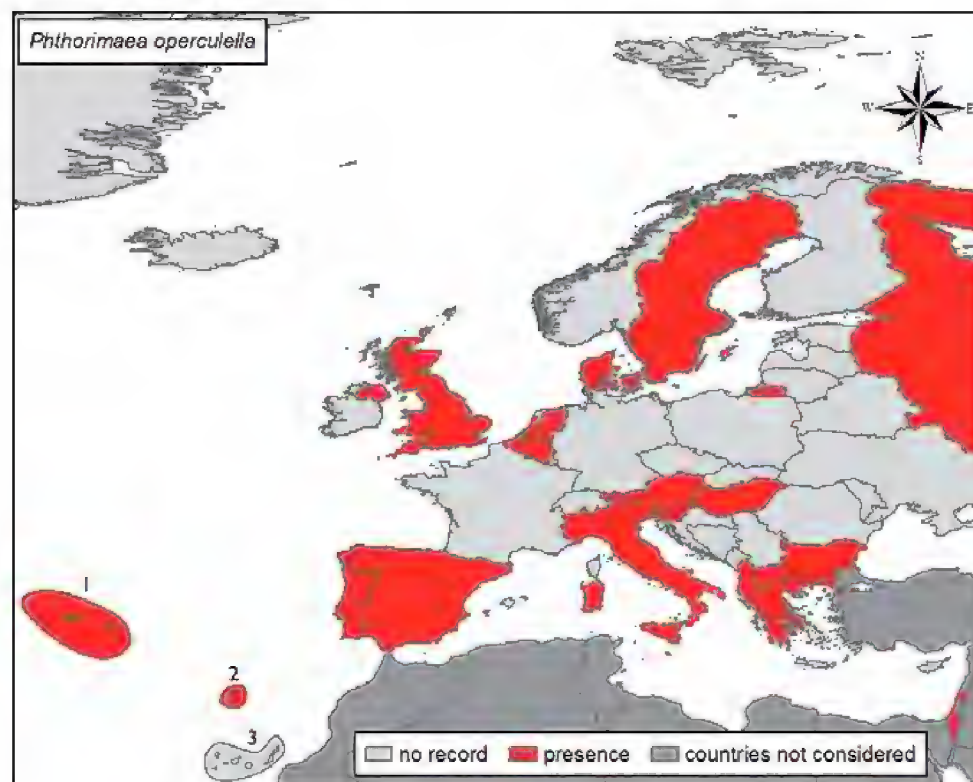 Phthorimaea operculella
N
W E
S
1
2
3
no record presence countries not considered